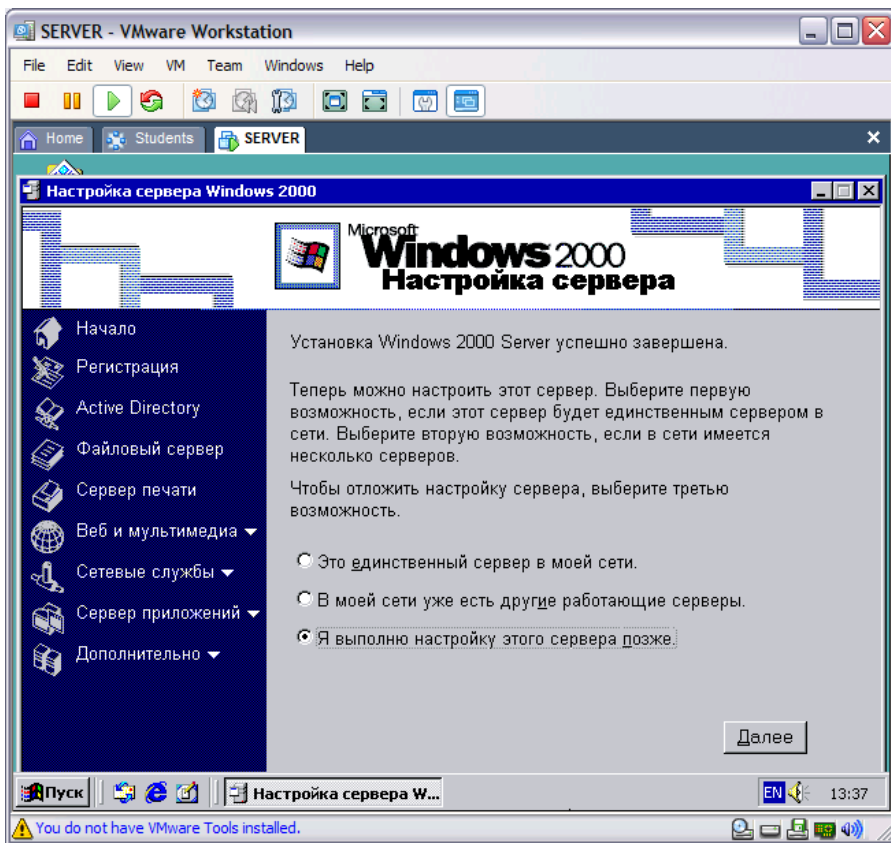 SERVER - VMware Workstation
File Edit View VM Team Windows Help
Home Students SERVER
Настройка сервера Windows 2000
Microsoft
Windows 2000
Настройка сервера
Начало
Регистрация
Active Directory
Файловый сервер
Сервер печати
Веб и мультимедиа
Сетевые службы
Сервер приложений
Дополнительно
Установка Windows 2000 Server успешно завершена.
Теперь можно настроить этот сервер. Выберите первую
возможность, если этот сервер будет единственным сервером в
сети. Выберите вторую возможность, если в сети имеется
несколько серверов.
Чтобы отложить настройку сервера, выберите третью
возможность.
Это единственный сервер в моей сети.
В моей сети уже есть другие работающие серверы.
Я выполню настройку этого сервера позже.
Далее
Пуск Настройка сервера W... EN 13:37
You do not have VMware Tools installed.